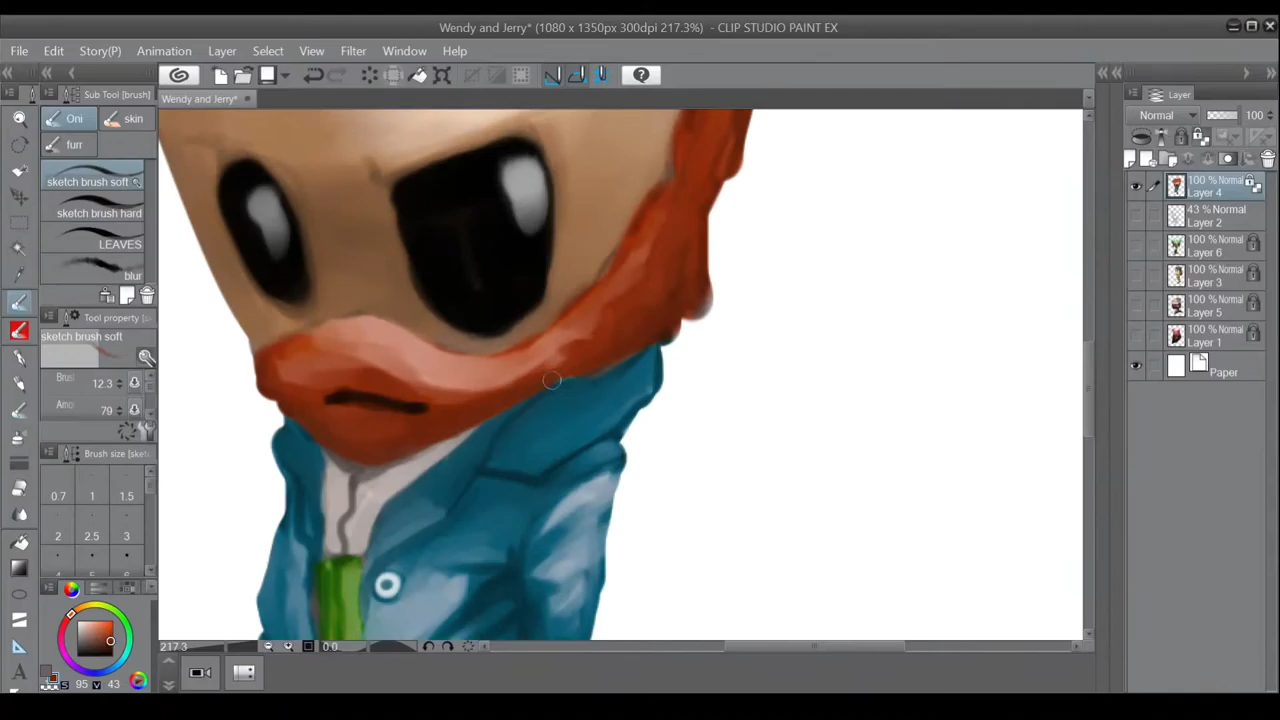 Wendy and Jerry* (1080 x 1350px 300dpi 217.3%) - CLIP STUDIO PAINT EX
File Edit Story(P) Animation Layer Select View Filter Window Help
Sub Tool [brush]
Wendy and Jerry*
Layer
Oni skin
furr
Normal 100
sketch brush soft
sketch brush hard
LEAVES
blur
100 % Normal
Layer 4
43 % Normal
Layer 2
100 % Normal
Layer 6
100 % Normal
Layer 3
100 % Normal
Layer 5
100 % Normal
Layer 1
Paper
Tool property [
sketch brush soft
Brus 12.3
Amo 79
Brush size [sket
0.7 1 1.5
2 2.5 3
S 95 V 43
217.3 0.0